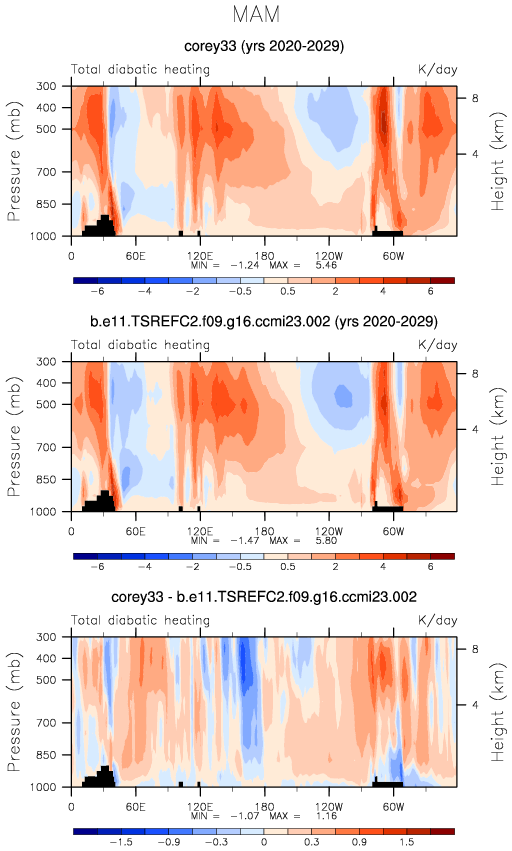 MAM
corey33 (yrs 2020-2029)
Total diabatic heating K/day
300
400
500
700
850
1000
Pressure (mb)
8
4
Height (km)
0 60E 120E 180 120W 60W
MIN = -1.24 MAX = 5.46
-6 -4 -2 -0.5 0.5 2 4 6
b.e11.TSREFC2.f09.g16.ccmi23.002 (yrs 2020-2029)
Total diabatic heating K/day
300
400
500
700
850
1000
Pressure (mb)
8
4
Height (km)
0 60E 120E 180 120W 60W
MIN = -1.47 MAX = 5.80
-6 -4 -2 -0.5 0.5 2 4 6
corey33 - b.e11.TSREFC2.f09.g16.ccmi23.002
Total diabatic heating K/day
300
400
500
700
850
1000
Pressure (mb)
8
4
Height (km)
0 60E 120E 180 120W 60W
MIN = -1.07 MAX = 1.16
-1.5 -0.9 -0.3 0 0.3 0.9 1.5